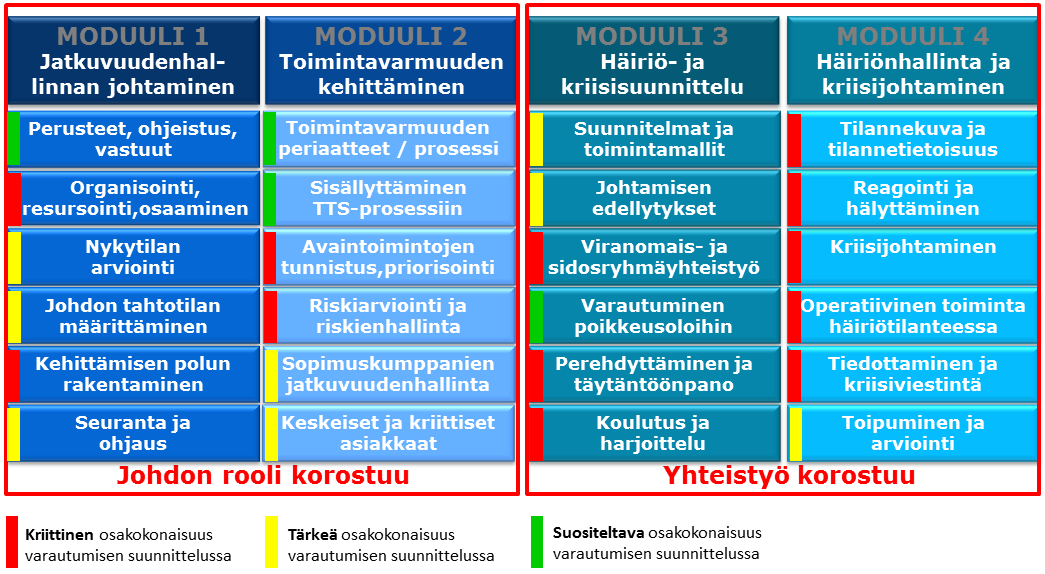 MODUULI 1
Jatkuvuudenhal-
linnan johtaminen
Perusteet, ohjeistus,
vastuut
Organisointi,
resursointi,osaaminen
Nykytilan
arviointi
Johdon tahtotilan
määrittäminen
Kehittämisen polun
rakentaminen
Seuranta ja
ohjaus
MODUULI 2
Toimintavarmuuden
kehittäminen
Toimintavarmuuden
periaatteet / prosessi
Sisällyttäminen
TTS-prosessiin
Avaintoimintojen
tunnistus,priorisointi
Riskiarviointi ja
riskienhallinta
Sopimuskumppanien
jatkuvuudenhallinta
Keskeiset ja kriittiset
asiakkaat
Johdon rooli korostuu
MODUULI 3
Häiriö- ja
kriisisuunnittelu
Suunnitelmat ja
toimintamallit
Johtamisen
edellytykset
Viranomais- ja
sidosryhmäyhteistyö
Varautuminen
poikkeusoloihin
Perehdyttäminen ja
täytäntöönpano
Koulutus ja
harjoittelu
MODUULI 4
Häiriönhallinta ja
kriisijohtaminen
Tilannekuva ja
tilannetietoisuus
Reagointi ja
hälyttäminen
Kriisijohtaminen
Operatiivinen toiminta
häiriötilanteessa
Tiedottaminen ja
kriisiviestintä
Toipuminen ja
arviointi
Yhteistyö korostuu
Kriittinen osakokonaisuus
varautumisen suunnittelussa
Tärkeä osakokonaisuus
varautumisen suunnittelussa
Suositeltava osakokonaisuus
varautumisen suunnittelussa